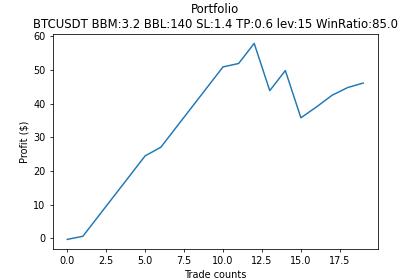 Portfolio
BTCUSDT BBM:3.2 BBL:140 SL:1.4 TP:0.6 lev:15 WinRatio:85.0
60
50
40
30
20
10
0
Profit ($)
0.0 2.5 5.0 7.5 10.0 12.5 15.0 17.5
Trade counts